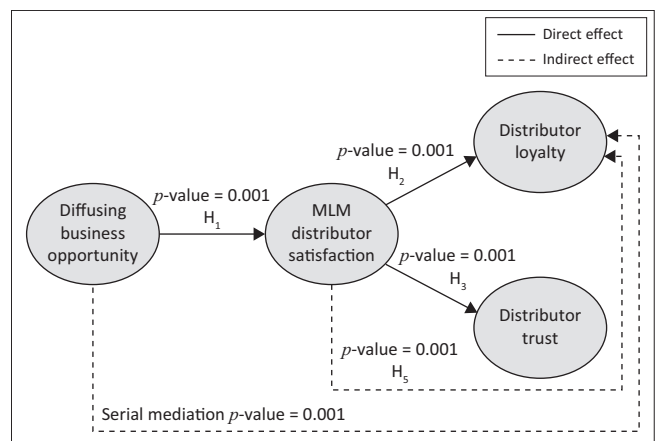 Direct effect
Indirect effect
Distributor
loyalty
p-value = 0.001
H2
p-value = 0.001
H1
Diffusing
business
opportunity
MLM
distributor
satisfaction
p-value = 0.001
H3
Distributor
trust
p-value = 0.001
H5
Serial mediation p-value = 0.001